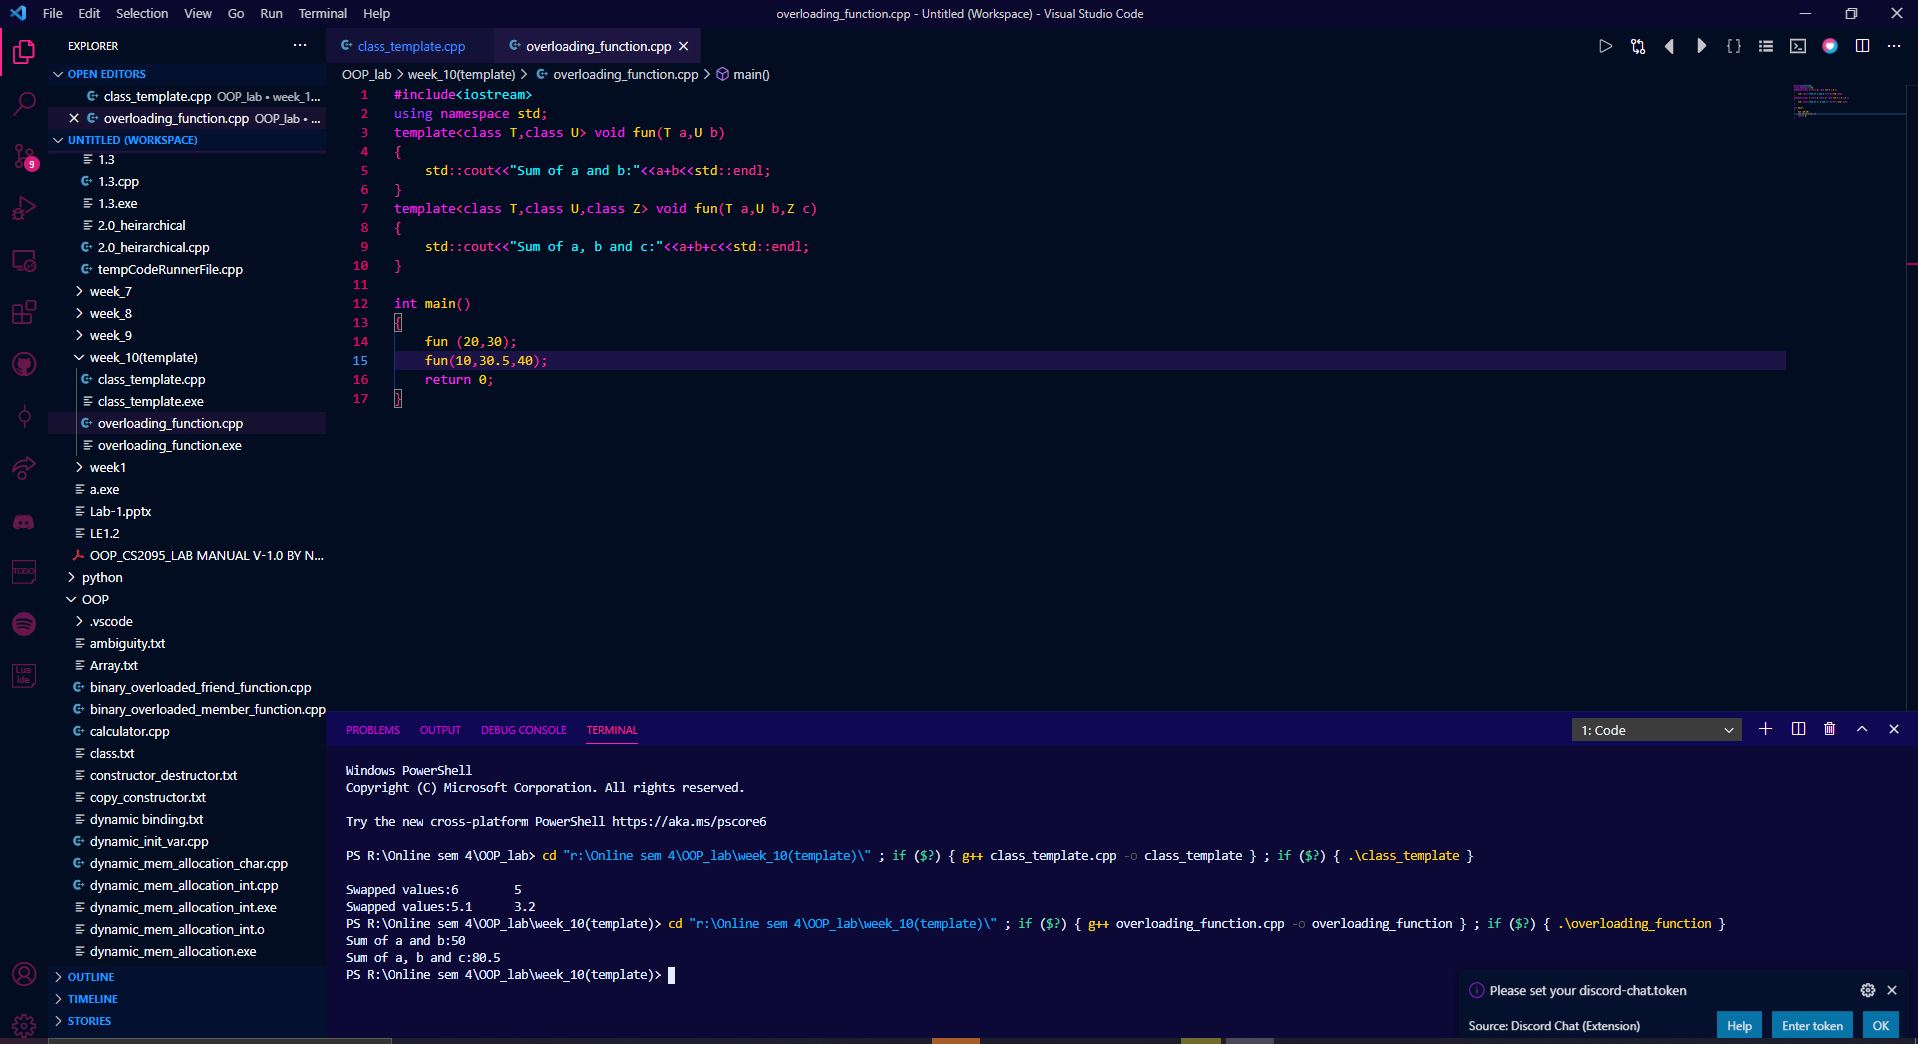 File Edit Selection View Go Run Terminal Help
overloading_function.cpp - Untitled (Workspace) - Visual Studio Code
EXPLORER
OPEN EDITORS
class_template.cpp OOP_lab • week_1...
overloading_function.cpp OOP_lab • ...
UNTITLED (WORKSPACE)
1.3
1.3.cpp
1.3.exe
2.0_heirarchical
2.0_heirarchical.cpp
tempCodeRunnerFile.cpp
week_7
week_8
week_9
week_10(template)
class_template.cpp
class_template.exe
overloading_function.cpp
overloading_function.exe
week1
a.exe
Lab-1.pptx
LE1.2
OOP_CS2095_LAB MANUAL V-1.0 BY N...
python
OOP
.vscode
ambiguity.txt
Array.txt
binary_overloaded_friend_function.cpp
binary_overloaded_member_function.cpp
calculator.cpp
class.txt
constructor_destructor.txt
copy_constructor.txt
dynamic binding.txt
dynamic_init_var.cpp
dynamic_mem_allocation_char.cpp
dynamic_mem_allocation_int.cpp
dynamic_mem_allocation_int.exe
dynamic_mem_allocation_int.o
dynamic_mem_allocation.exe
OUTLINE
TIMELINE
STORIES
9
TODO
Lua
Ide
class_template.cpp
overloading_function.cpp
OOP_lab > week_10(template) > overloading_function.cpp > main()
1 #include<iostream>
2 using namespace std;
3 template<class T,class U> void fun(T a,U b)
4 {
5 std::cout<<"Sum of a and b:"<<a+b<<std::endl;
6 }
7 template<class T,class U,class Z> void fun(T a,U b,Z c)
8 {
9 std::cout<<"Sum of a, b and c:"<<a+b+c<<std::endl;
10 }
11
12 int main()
13 {
14 fun (20,30);
15 fun(10,30.5,40);
16 return 0;
17 }
PROBLEMS OUTPUT DEBUG CONSOLE TERMINAL
1: Code
Windows PowerShell
Copyright (C) Microsoft Corporation. All rights reserved.
Try the new cross-platform PowerShell https://aka.ms/pscore6
PS R:\Online sem 4\OOP_lab> cd "r:\Online sem 4\OOP_lab\week_10(template)\" ; if ($?) { g++ class_template.cpp -o class_template } ; if ($?) { .\class_template }
Swapped values:6 5
Swapped values:5.1 3.2
PS R:\Online sem 4\OOP_lab\week_10(template)> cd "r:\Online sem 4\OOP_lab\week_10(template)\" ; if ($?) { g++ overloading_function.cpp -o overloading_function } ; if ($?) { .\overloading_function }
Sum of a and b:50
Sum of a, b and c:80.5
PS R:\Online sem 4\OOP_lab\week_10(template)>
Please set your discord-chat.token
Source: Discord Chat (Extension)
Help
Enter token
OK